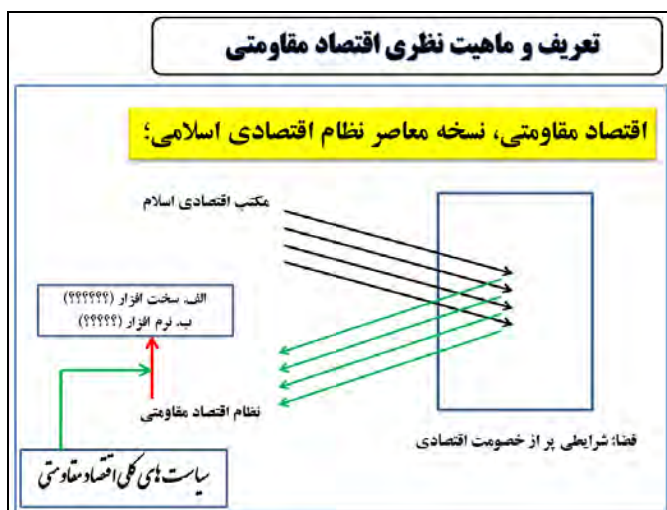 تعریف و ماهیت نظری اقتصاد مقاومتی
اقتصاد مقاومتی، نسخه معاصر نظام اقتصادی اسلامی؛
مکتب اقتصادی اسلام
الف. سخت افزار (؟؟؟؟؟؟)
ب. نرم افزار (؟؟؟؟؟)
نظام اقتصاد مقاومتی
فضا: شرایطی پر از خصومت اقتصادی
سیاست های کلی اقتصاد مقاومتی